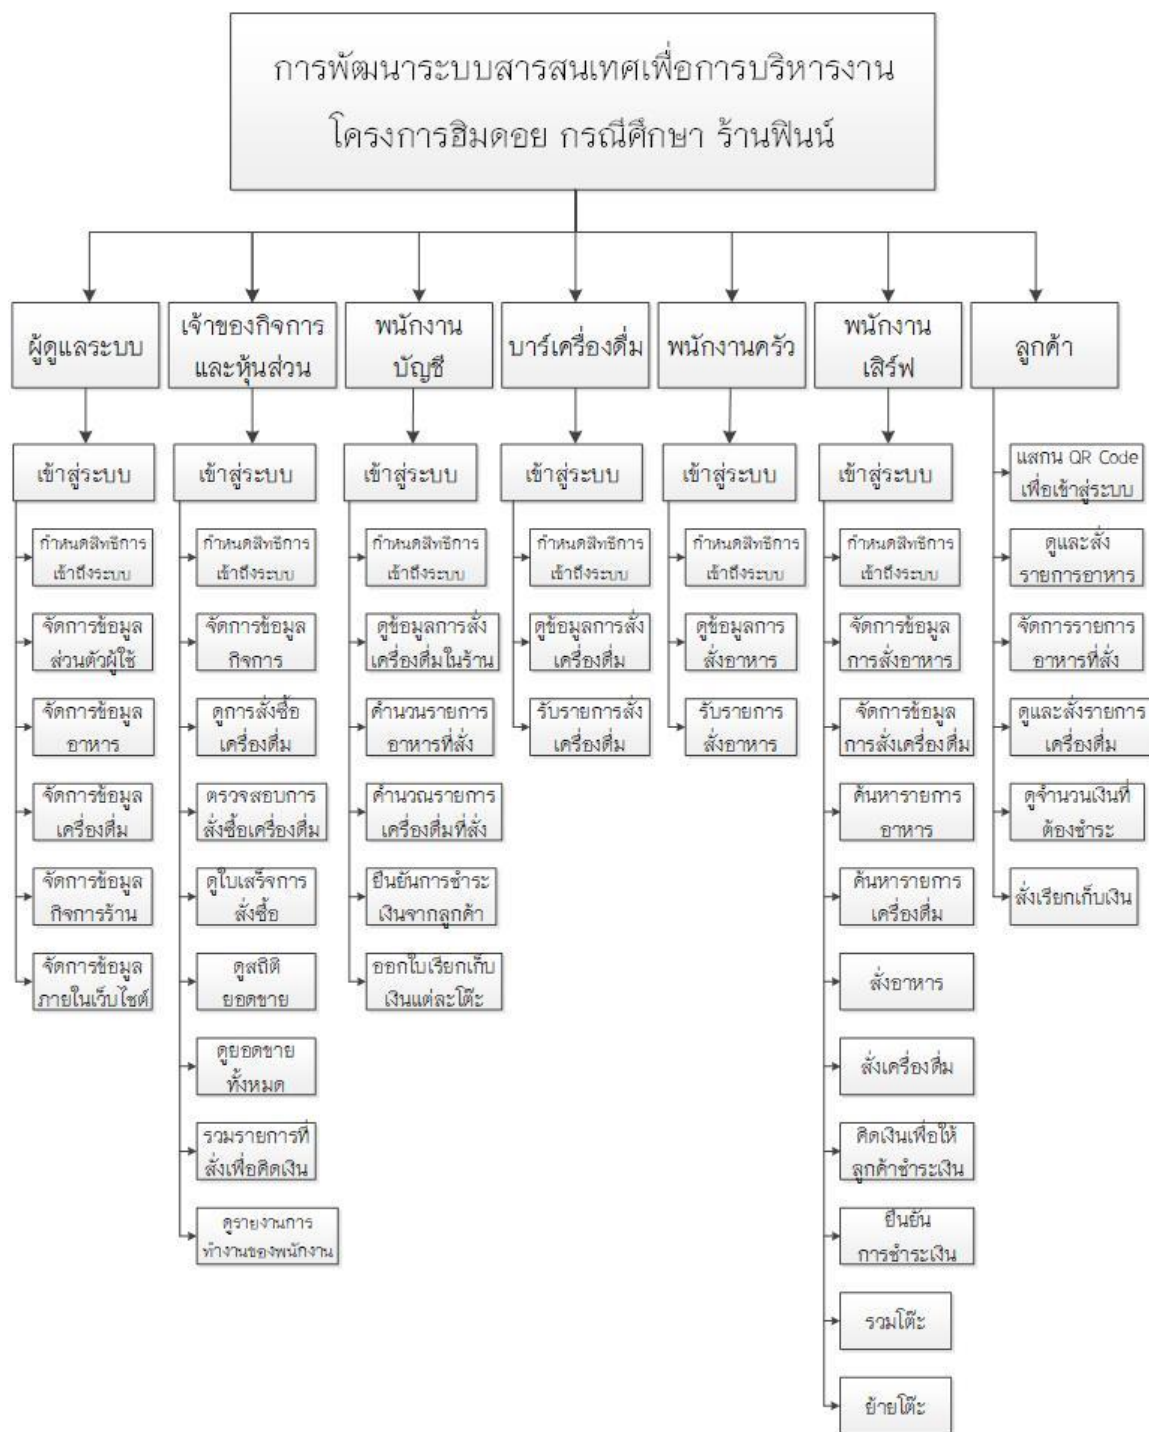 การพัฒนาระบบสารสนเทศเพื่อการบริหารงาน
โครงการฮิมดอย กรณีศึกษา ร้านฟินน์
ผู้ดูแลระบบ
เข้าสู่ระบบ
กำหนดสิทธิการ
เข้าถึงระบบ
จัดการข้อมูล
ส่วนตัวผู้ใช้
จัดการข้อมูล
อาหาร
จัดการข้อมูล
เครื่องดื่ม
จัดการข้อมูล
กิจการร้าน
จัดการข้อมูล
ภายในเว็บไซต์
เจ้าของกิจการ
และหุ้นส่วน
เข้าสู่ระบบ
กำหนดสิทธิการ
เข้าถึงระบบ
จัดการข้อมูล
กิจการ
ดูการสั่งซื้อ
เครื่องดื่ม
ตรวจสอบการ
สั่งซื้อเครื่องดื่ม
ดูใบเสร็จการ
สั่งซื้อ
ดูสถิติ
ยอดขาย
ดูยอดขาย
ทั้งหมด
รวมรายการที่
สั่งเพื่อคิดเงิน
ดูรายงานการ
ทำงานของพนักงาน
พนักงาน
บัญชี
เข้าสู่ระบบ
กำหนดสิทธิการ
เข้าถึงระบบ
ดูข้อมูลการสั่ง
เครื่องดื่มในร้าน
คำนวนรายการ
อาหารที่สั่ง
คำนวณรายการ
เครื่องดื่มที่สั่ง
ยืนยันการชำระ
เงินจากลูกค้า
ออกใบเรียกเก็บ
เงินแต่ละโต๊ะ
บาร์เครื่องดื่ม
เข้าสู่ระบบ
กำหนดสิทธิการ
เข้าถึงระบบ
ดูข้อมูลการสั่ง
เครื่องดื่ม
รับรายการสั่ง
เครื่องดื่ม
พนักงานครัว
เข้าสู่ระบบ
กำหนดสิทธิการ
เข้าถึงระบบ
ดูข้อมูลการ
สั่งอาหาร
รับรายการ
สั่งอาหาร
พนักงาน
เสิร์ฟ
เข้าสู่ระบบ
กำหนดสิทธิการ
เข้าถึงระบบ
จัดการข้อมูล
การสั่งอาหาร
จัดการข้อมูล
การสั่งเครื่องดื่ม
ค้นหารายการ
อาหาร
ค้นหารายการ
เครื่องดื่ม
สั่งอาหาร
สั่งเครื่องดื่ม
คิดเงินเพื่อให้
ลูกค้าชำระเงิน
ยืนยัน
การชำระเงิน
รวมโต๊ะ
ย้ายโต๊ะ
ลูกค้า
แสกน QR Code
เพื่อเข้าสู่ระบบ
ดูและสั่ง
รายการอาหาร
จัดการรายการ
อาหารที่สั่ง
ดูและสั่งรายการ
เครื่องดื่ม
ดูจำนวนเงินที่
ต้องชำระ
สั่งเรียกเก็บเงิน